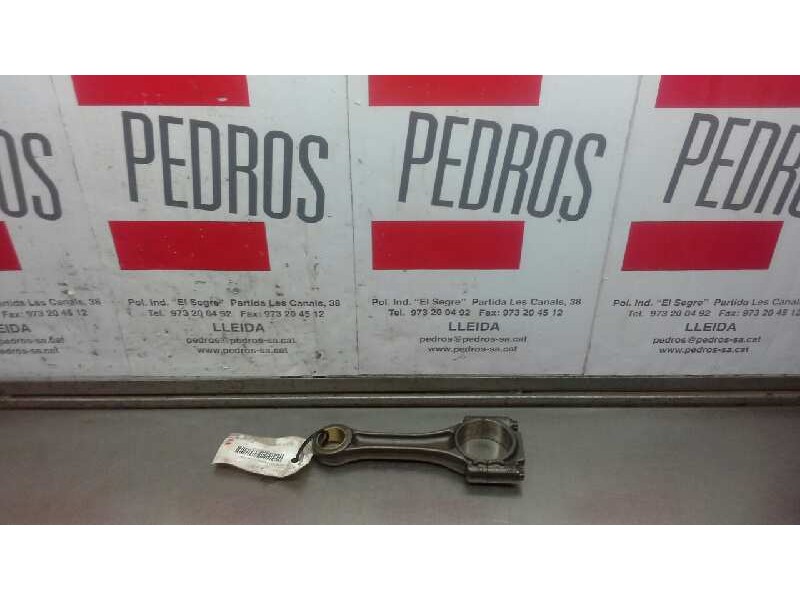 PEDROS
Pol. Ind. "El Segre" Partida Les Canals, 38
Tel. 973 20 04 92 Fax: 973 20 45 12
LLEIDA
pedros@pedros-sa.cat
www.pedros-sa.cat
PEDROS
Pol. Ind. "El Segre" Partida Les Canals, 38
Tel. 973 20 04 92 Fax: 973 20 45 12
LLEIDA
pedros@pedros-sa.cat
www.pedros-sa.cat
PEDROS
Pol. Ind. "El Segre" Partida Les Canals, 38
Tel. 973 20 04 92 Fax: 973 20 45 12
LLEIDA
pedros@pedros-sa.cat
www.pedros-sa.cat